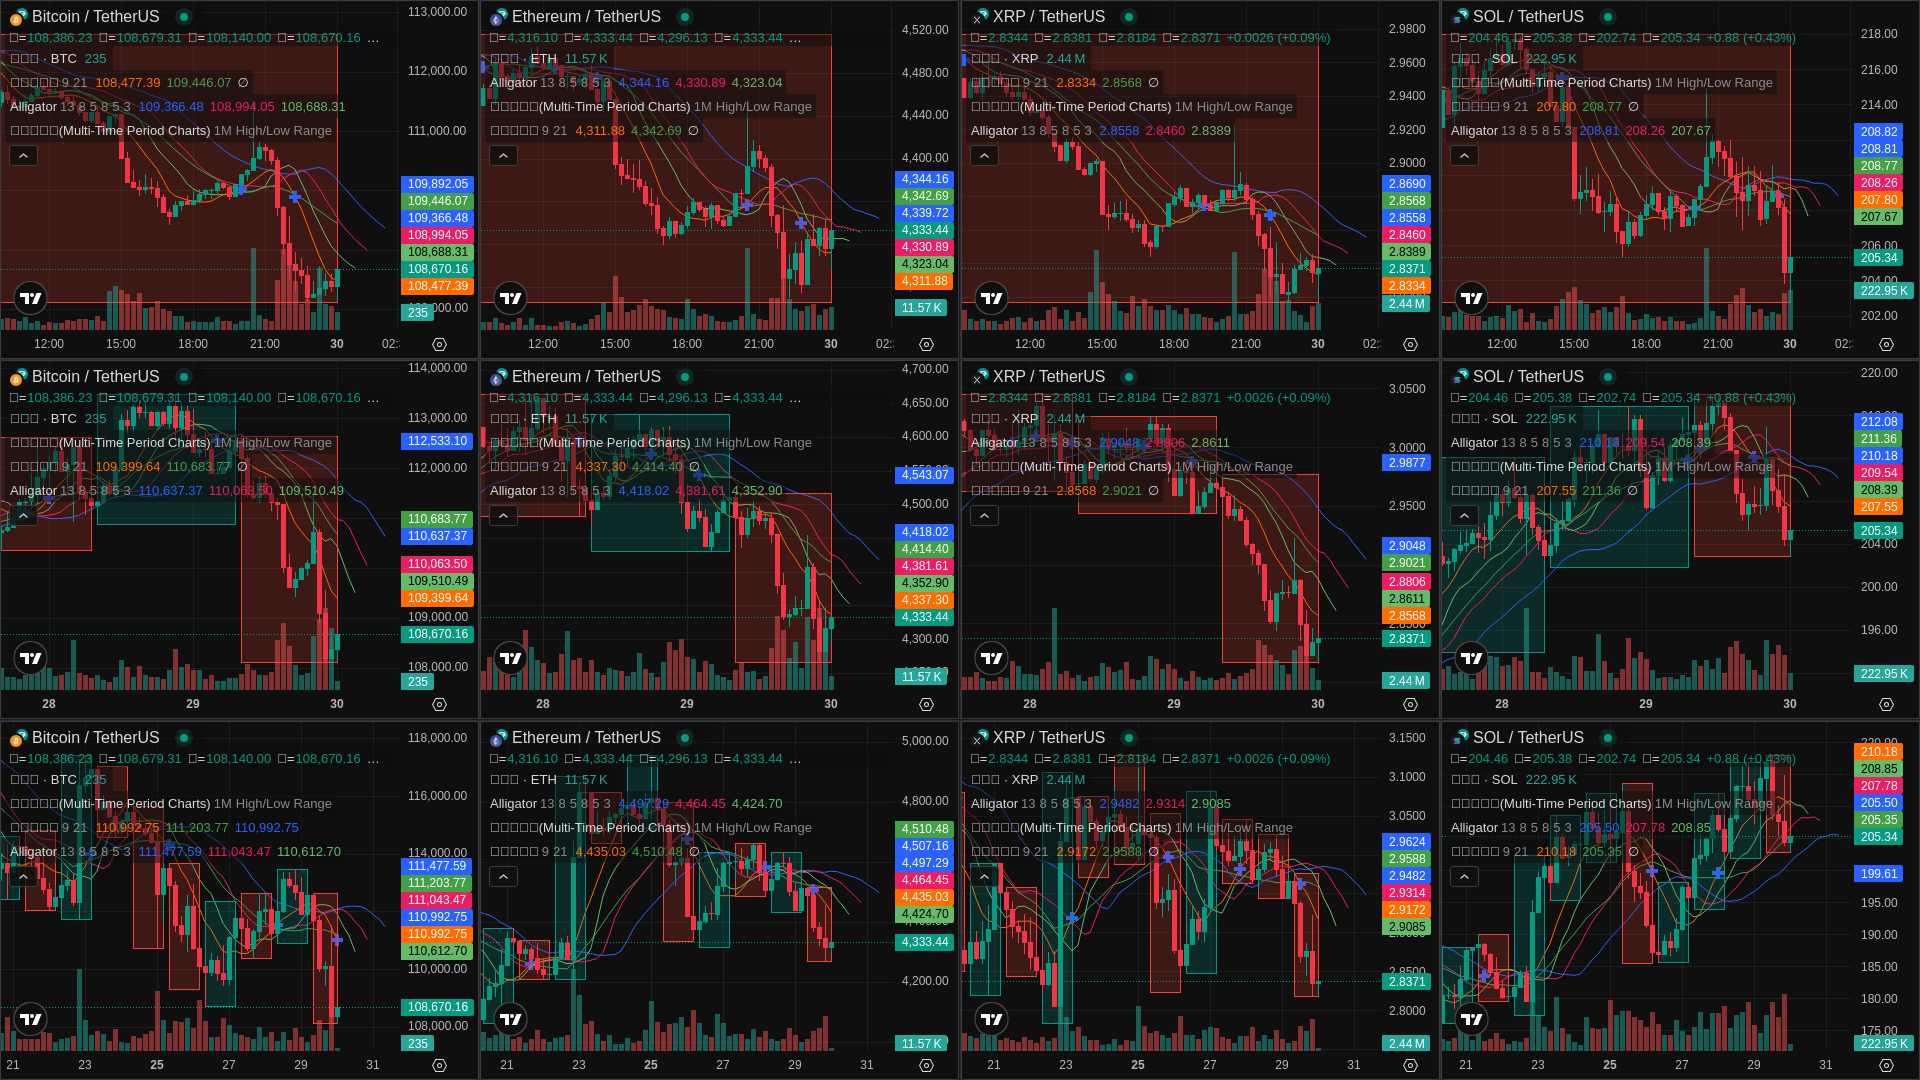 Bitcoin / TetherUS
=108,386.23 =108,679.31 =108,140.00 =108,670.16 …
· BTC 235
9 21 108,477.39 109,446.07 ∅
Alligator 13 8 5 8 5 3 109,366.48 108,994.05 108,688.31
(Multi-Time Period Charts) 1M High/Low Range
113,000.00
112,000.00
111,000.00
109,892.05
109,446.07
109,366.48
108,994.05
108,688.31
108,670.16
108,477.39
235
12:00 15:00 18:00 21:00 30
Ethereum / TetherUS
=4,316.10 =4,333.44 =4,296.13 =4,333.44 …
· ETH 11.57 K
Alligator 13 8 5 8 5 3 4,344.16 4,330.89 4,323.04
(Multi-Time Period Charts) 1M High/Low Range
9 21 4,311.88 4,342.69 ∅
4,520.00
4,480.00
4,440.00
4,400.00
4,344.16
4,342.69
4,339.72
4,333.44
4,330.89
4,323.04
4,311.88
11.57 K
12:00 15:00 18:00 21:00 30
XRP / TetherUS
=2.8344 =2.8381 =2.8184 =2.8371 +0.0026 (+0.09%)
· XRP 2.44 M
9 21 2.8334 2.8568 ∅
(Multi-Time Period Charts) 1M High/Low Range
Alligator 13 8 5 8 5 3 2.8558 2.8460 2.8389
2.9800
2.9600
2.9400
2.9200
2.9000
2.8690
2.8568
2.8558
2.8460
2.8389
2.8371
2.8334
2.44 M
12:00 15:00 18:00 21:00 30
SOL / TetherUS
=204.46 =205.38 =202.74 =205.34 +0.88 (+0.43%)
· SOL 222.95 K
(Multi-Time Period Charts) 1M High/Low Range
9 21 207.80 208.77 ∅
Alligator 13 8 5 8 5 3 208.81 208.26 207.67
218.00
216.00
214.00
208.82
208.81
208.77
208.26
207.80
207.67
206.00
205.34
204.00
222.95 K
202.00
12:00 15:00 18:00 21:00 30
Bitcoin / TetherUS
=108,386.23 =108,679.31 =108,140.00 =108,670.16 …
· BTC 235
(Multi-Time Period Charts) 1M High/Low Range
9 21 109,399.64 110,683.77 ∅
Alligator 13 8 5 8 5 3 110,637.37 110,063.50 109,510.49
114,000.00
113,000.00
112,533.10
112,000.00
110,683.77
110,637.37
110,063.50
109,510.49
109,399.64
109,000.00
108,670.16
108,000.00
235
28 29 30
Ethereum / TetherUS
=4,316.10 =4,333.44 =4,296.13 =4,333.44 …
· ETH 11.57 K
(Multi-Time Period Charts) 1M High/Low Range
9 21 4,337.30 4,414.40 ∅
Alligator 13 8 5 8 5 3 4,418.02 4,381.61 4,352.90
4,700.00
4,650.00
4,600.00
4,543.07
4,500.00
4,418.02
4,414.40
4,381.61
4,352.90
4,337.30
4,333.44
4,300.00
11.57 K
28 29 30
XRP / TetherUS
=2.8344 =2.8381 =2.8184 =2.8371 +0.0026 (+0.09%)
· XRP 2.44 M
Alligator 13 8 5 8 5 3 2.9048 2.8806 2.8611
(Multi-Time Period Charts) 1M High/Low Range
9 21 2.8568 2.9021 ∅
3.0500
3.0000
2.9877
2.9500
2.9048
2.9021
2.8806
2.8611
2.8568
2.8371
2.44 M
28 29 30
SOL / TetherUS
=204.46 =205.38 =202.74 =205.34 +0.88 (+0.43%)
· SOL 222.95 K
Alligator 13 8 5 8 5 3 210.18 209.54 208.39
(Multi-Time Period Charts) 1M High/Low Range
9 21 207.55 211.36 ∅
220.00
212.08
211.36
210.18
209.54
208.39
207.55
205.34
204.00
200.00
196.00
222.95 K
28 29 30
Bitcoin / TetherUS
=108,386.23 =108,679.31 =108,140.00 =108,670.16 …
· BTC 235
(Multi-Time Period Charts) 1M High/Low Range
9 21 110,992.75 111,203.77 110,992.75
Alligator 13 8 5 8 5 3 111,477.59 111,043.47 110,612.70
118,000.00
116,000.00
114,000.00
111,477.59
111,203.77
111,043.47
110,992.75
110,992.75
110,612.70
110,000.00
108,670.16
108,000.00
235
21 23 25 27 29 31
Ethereum / TetherUS
=4,316.10 =4,333.44 =4,296.13 =4,333.44 …
· ETH 11.57 K
Alligator 13 8 5 8 5 3 4,497.29 4,464.45 4,424.70
(Multi-Time Period Charts) 1M High/Low Range
9 21 4,435.03 4,510.48 ∅
5,000.00
4,800.00
4,510.48
4,507.16
4,497.29
4,464.45
4,435.03
4,424.70
4,333.44
4,200.00
11.57 K
21 23 25 27 29 31
XRP / TetherUS
=2.8344 =2.8381 =2.8184 =2.8371 +0.0026 (+0.09%)
· XRP 2.44 M
Alligator 13 8 5 8 5 3 2.9482 2.9314 2.9085
(Multi-Time Period Charts) 1M High/Low Range
9 21 2.9172 2.9588 ∅
3.1500
3.1000
3.0500
3.0000
2.9624
2.9588
2.9482
2.9314
2.9172
2.9085
2.8500
2.8371
2.8000
2.44 M
21 23 25 27 29 31
SOL / TetherUS
=204.46 =205.38 =202.74 =205.34 +0.88 (+0.43%)
· SOL 222.95 K
(Multi-Time Period Charts) 1M High/Low Range
Alligator 13 8 5 8 5 3 205.50 207.78 208.85
9 21 210.18 205.35 ∅
210.18
208.85
207.78
205.50
205.35
205.34
199.61
195.00
190.00
185.00
180.00
175.00
222.95 K
21 23 25 27 29 31